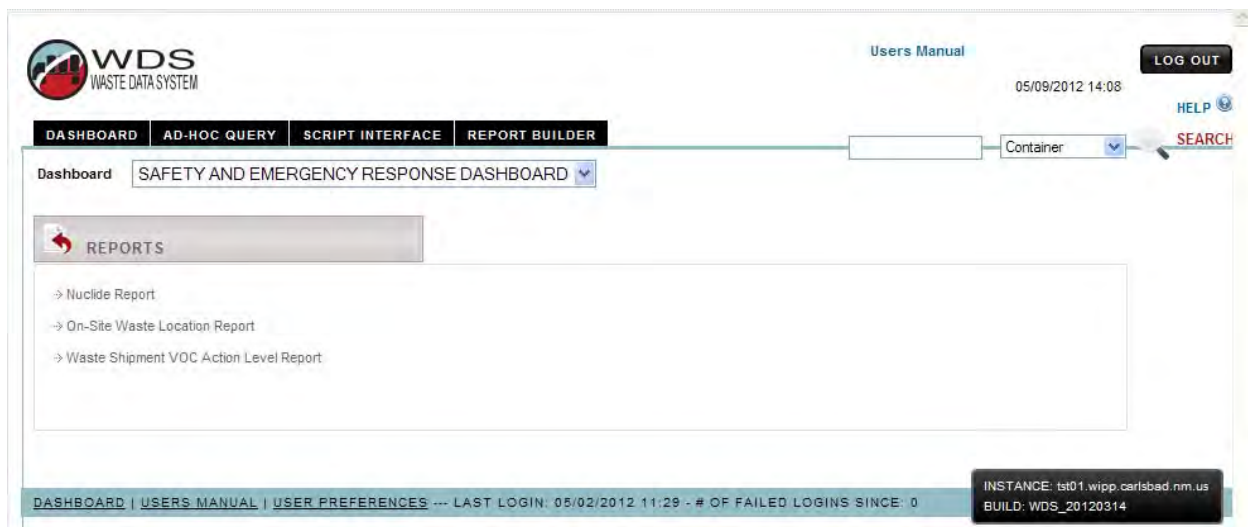 WDS
WASTE DATA SYSTEM
Users Manual
LOG OUT
05/09/2012 14:08
HELP
DASHBOARD AD-HOC QUERY SCRIPT INTERFACE REPORT BUILDER
Container
SEARCH
Dashboard SAFETY AND EMERGENCY RESPONSE DASHBOARD
REPORTS
-> Nuclide Report
-> On-Site Waste Location Report
-> Waste Shipment VOC Action Level Report
DASHBOARD | USERS MANUAL | USER PREFERENCES --- LAST LOGIN: 05/02/2012 11:29 - # OF FAILED LOGINS SINCE: 0
INSTANCE: tst01.wipp.carlsbad.nm.us
BUILD: WDS_20120314